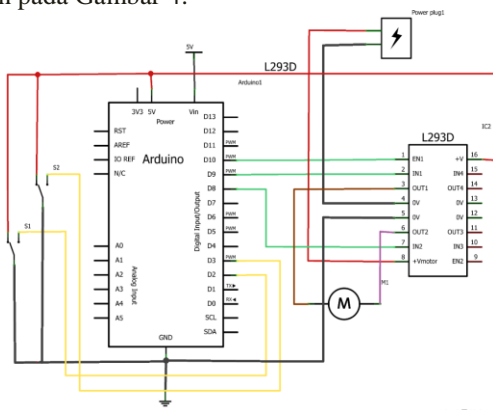 pada Gambar 4.
Power plug1
5V
L293D
Arduino1
3V3 5V Vin
Power
RST
AREF
IO REF
N/C
Arduino
D13
D12
PWM
D11
PWM
D10
PWM
D9
D8
D7
PWM
D6
PWM
D5
D4
PWM
D3
D2
TX
D1
RX
D0
SCL
SDA
Digital Input/Output
A0
A1
A2
A3
A4
A5
Analog Input
GND
S2
S1
IC2
L293D
1 EN1 +V 16
2 IN1 IN4 15
3 OUT1 OUT4 14
4 0V 0V 13
5 0V 0V 12
6 OUT2 OUT3 11
7 IN2 IN3 10
8 +Vmotor EN2 9
M1
M